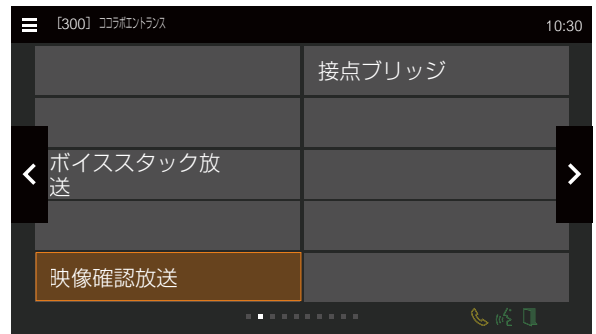 [300] ココラボエントランス
10:30
接点ブリッジ
ボイススタック放
送
映像確認放送